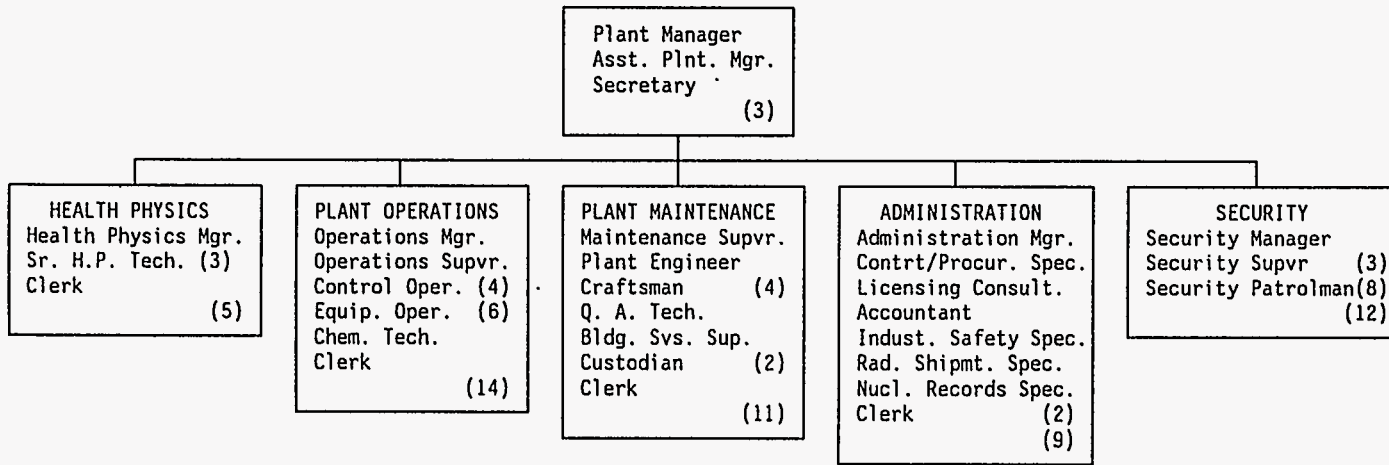 Plant Manager
Asst. Plnt. Mgr.
Secretary
(3)
HEALTH PHYSICS
Health Physics Mgr.
Sr. H.P. Tech. (3)
Clerk
(5)
PLANT OPERATIONS
Operations Mgr.
Operations Supvr.
Control Oper. (4)
Equip. Oper. (6)
Chem. Tech.
Clerk
(14)
PLANT MAINTENANCE
Maintenance Supvr.
Plant Engineer
Craftsman (4)
Q. A. Tech.
Bldg. Svs. Sup.
Custodian (2)
Clerk
(11)
ADMINISTRATION
Administration Mgr.
Contrt/Procur. Spec.
Licensing Consult.
Accountant
Indust. Safety Spec.
Rad. Shipmt. Spec.
Nucl. Records Spec.
Clerk (2)
(9)
SECURITY
Security Manager
Security Supvr (3)
Security Patrolman(8)
(12)